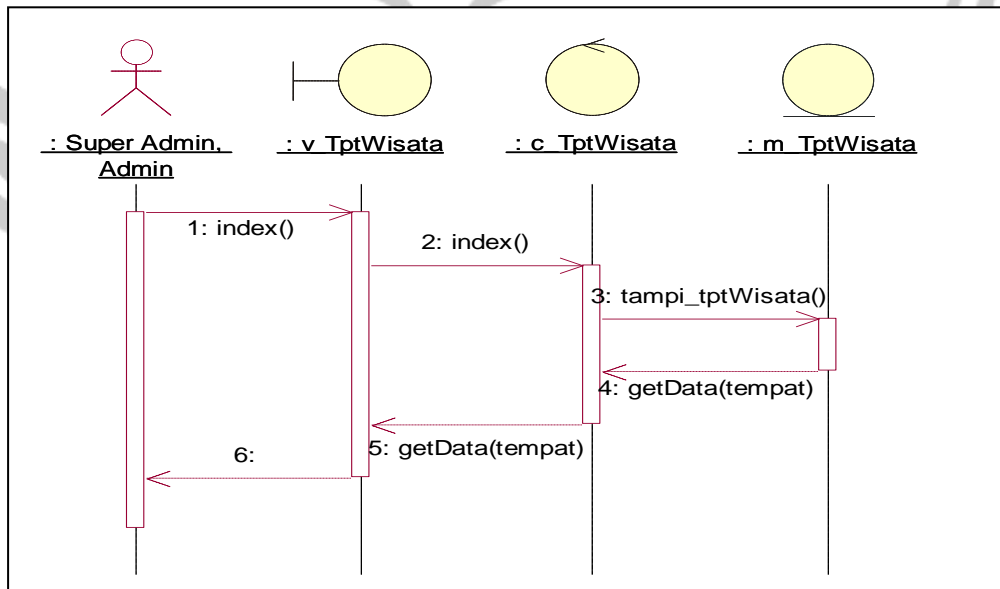 : Super Admin,
Admin
: v_TptWisata
: c_TptWisata
: m_TptWisata
1: index()
2: index()
3: tampi_tptWisata()
4: getData(tempat)
5: getData(tempat)
6: